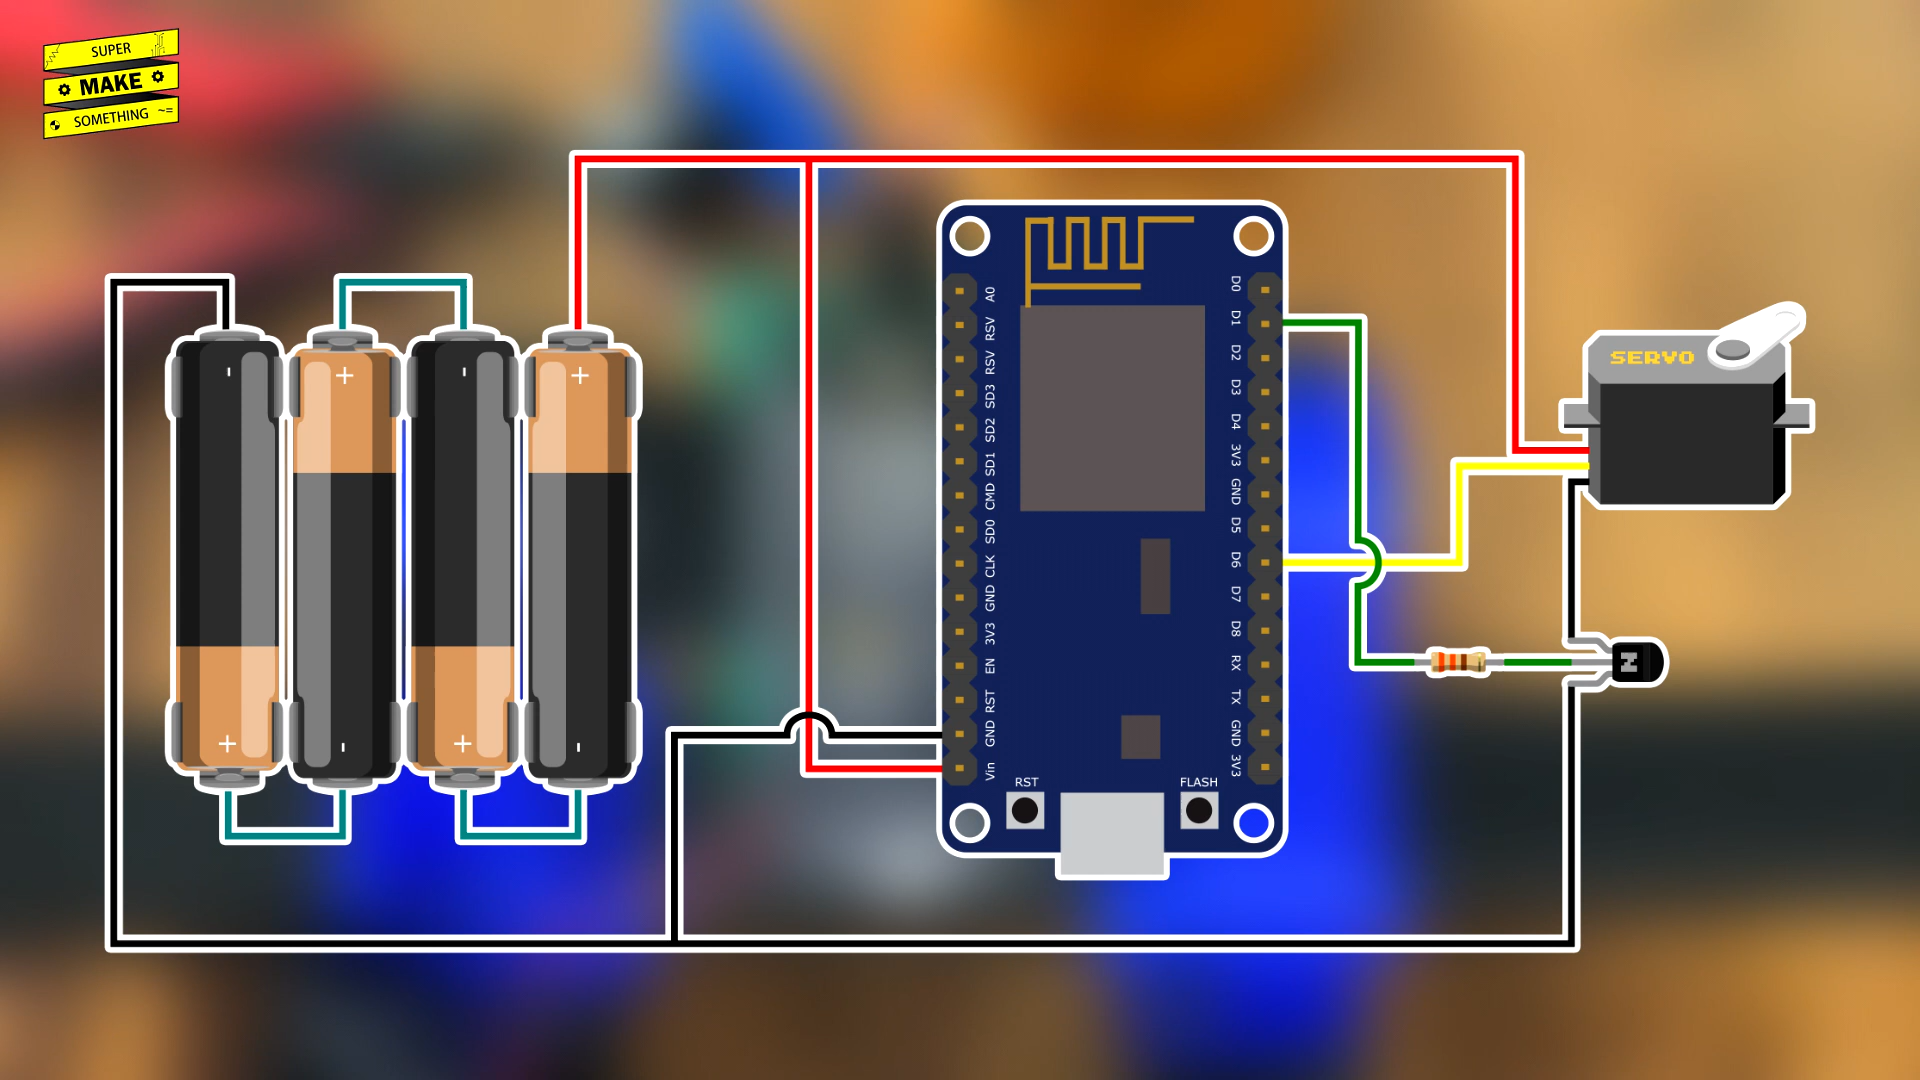 SUPER
MAKE
SOMETHING ~=
- + - +
+ - + -
A0
RSV
RSV
SD3
SD2
SD1
CMD
SD0
CLK
GND
3V3
EN
RST
GND
Vin
D0
D1
D2
D3
D4
3V3
GND
D5
D6
D7
D8
RX
TX
GND
3V3
RST
FLASH
SERVO
N